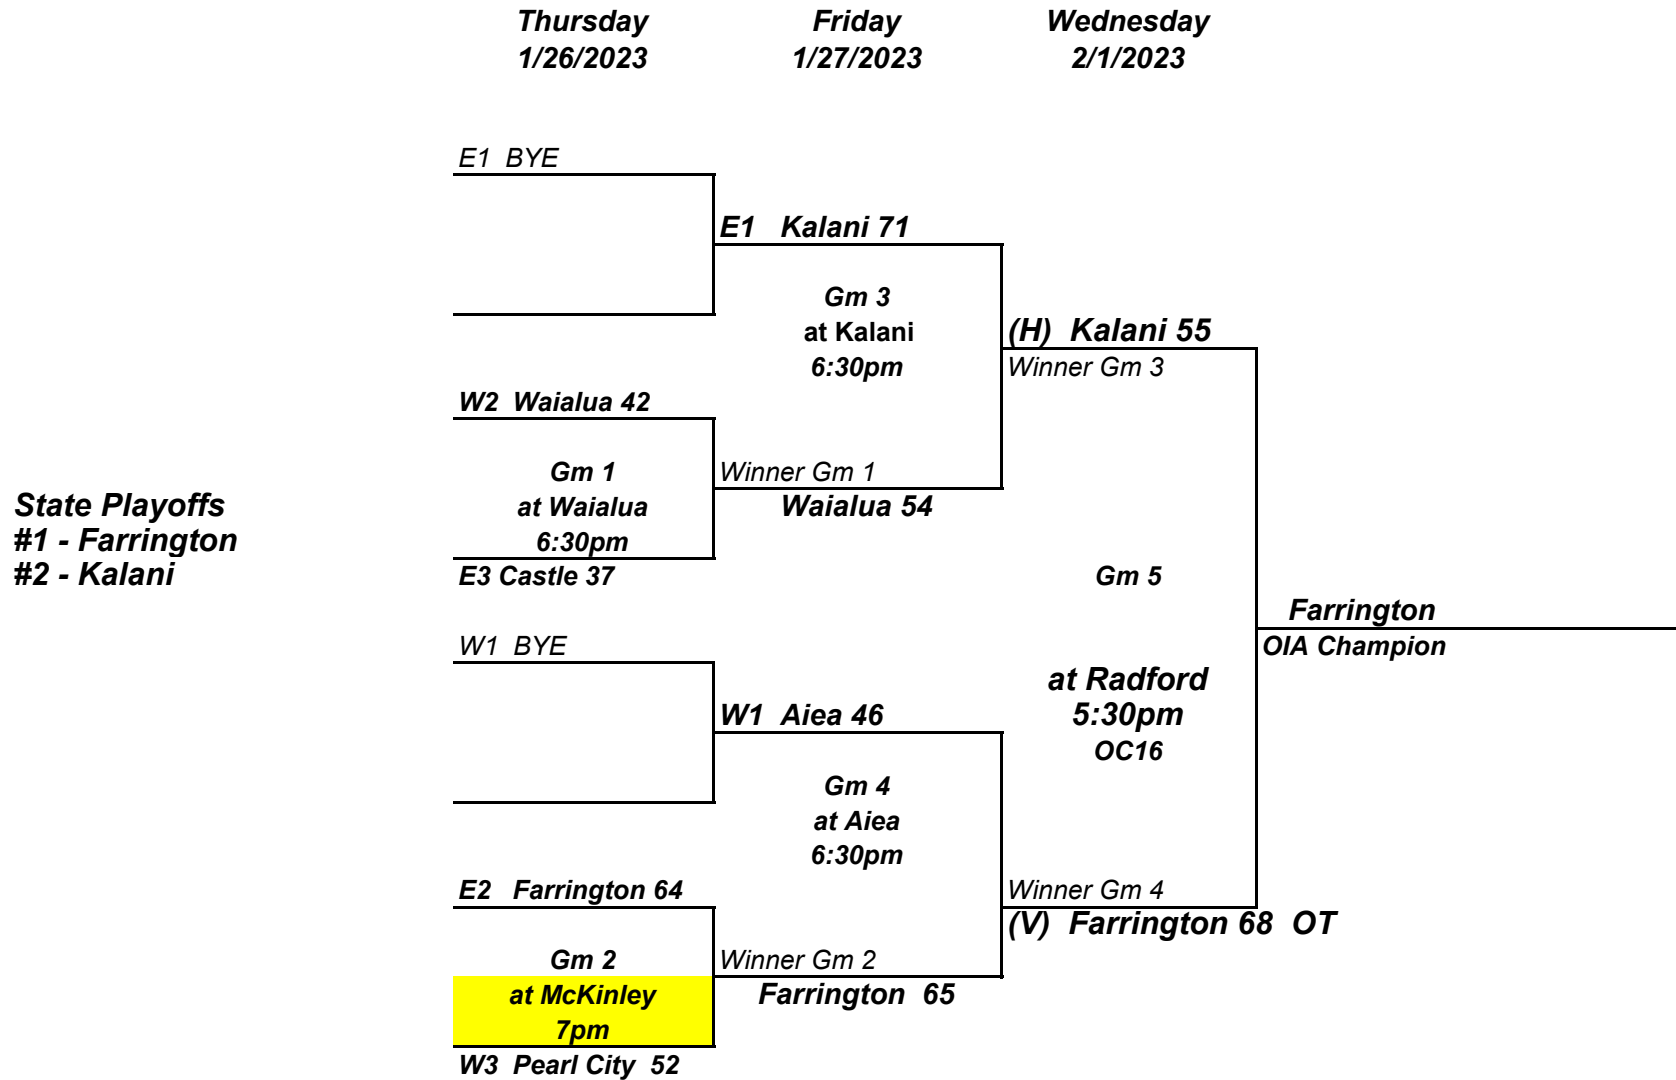 Thursday Friday Wednesday
1/26/2023 1/27/2023 2/1/2023
E1 BYE
E1 Kalani 71
Gm 3
at Kalani (H) Kalani 55
6:30pm Winner Gm 3
W2 Waialua 42
Gm 1 Winner Gm 1
State Playoffs at Waialua Waialua 54
#1 - Farrington 6:30pm
#2 - Kalani E3 Castle 37 Gm 5
Farrington
W1 BYE OIA Champion
at Radford
W1 Aiea 46 5:30pm
OC16
Gm 4
at Aiea
6:30pm
E2 Farrington 64 Winner Gm 4
(V) Farrington 68 OT
Gm 2 Winner Gm 2
at McKinley Farrington 65
7pm
W3 Pearl City 52